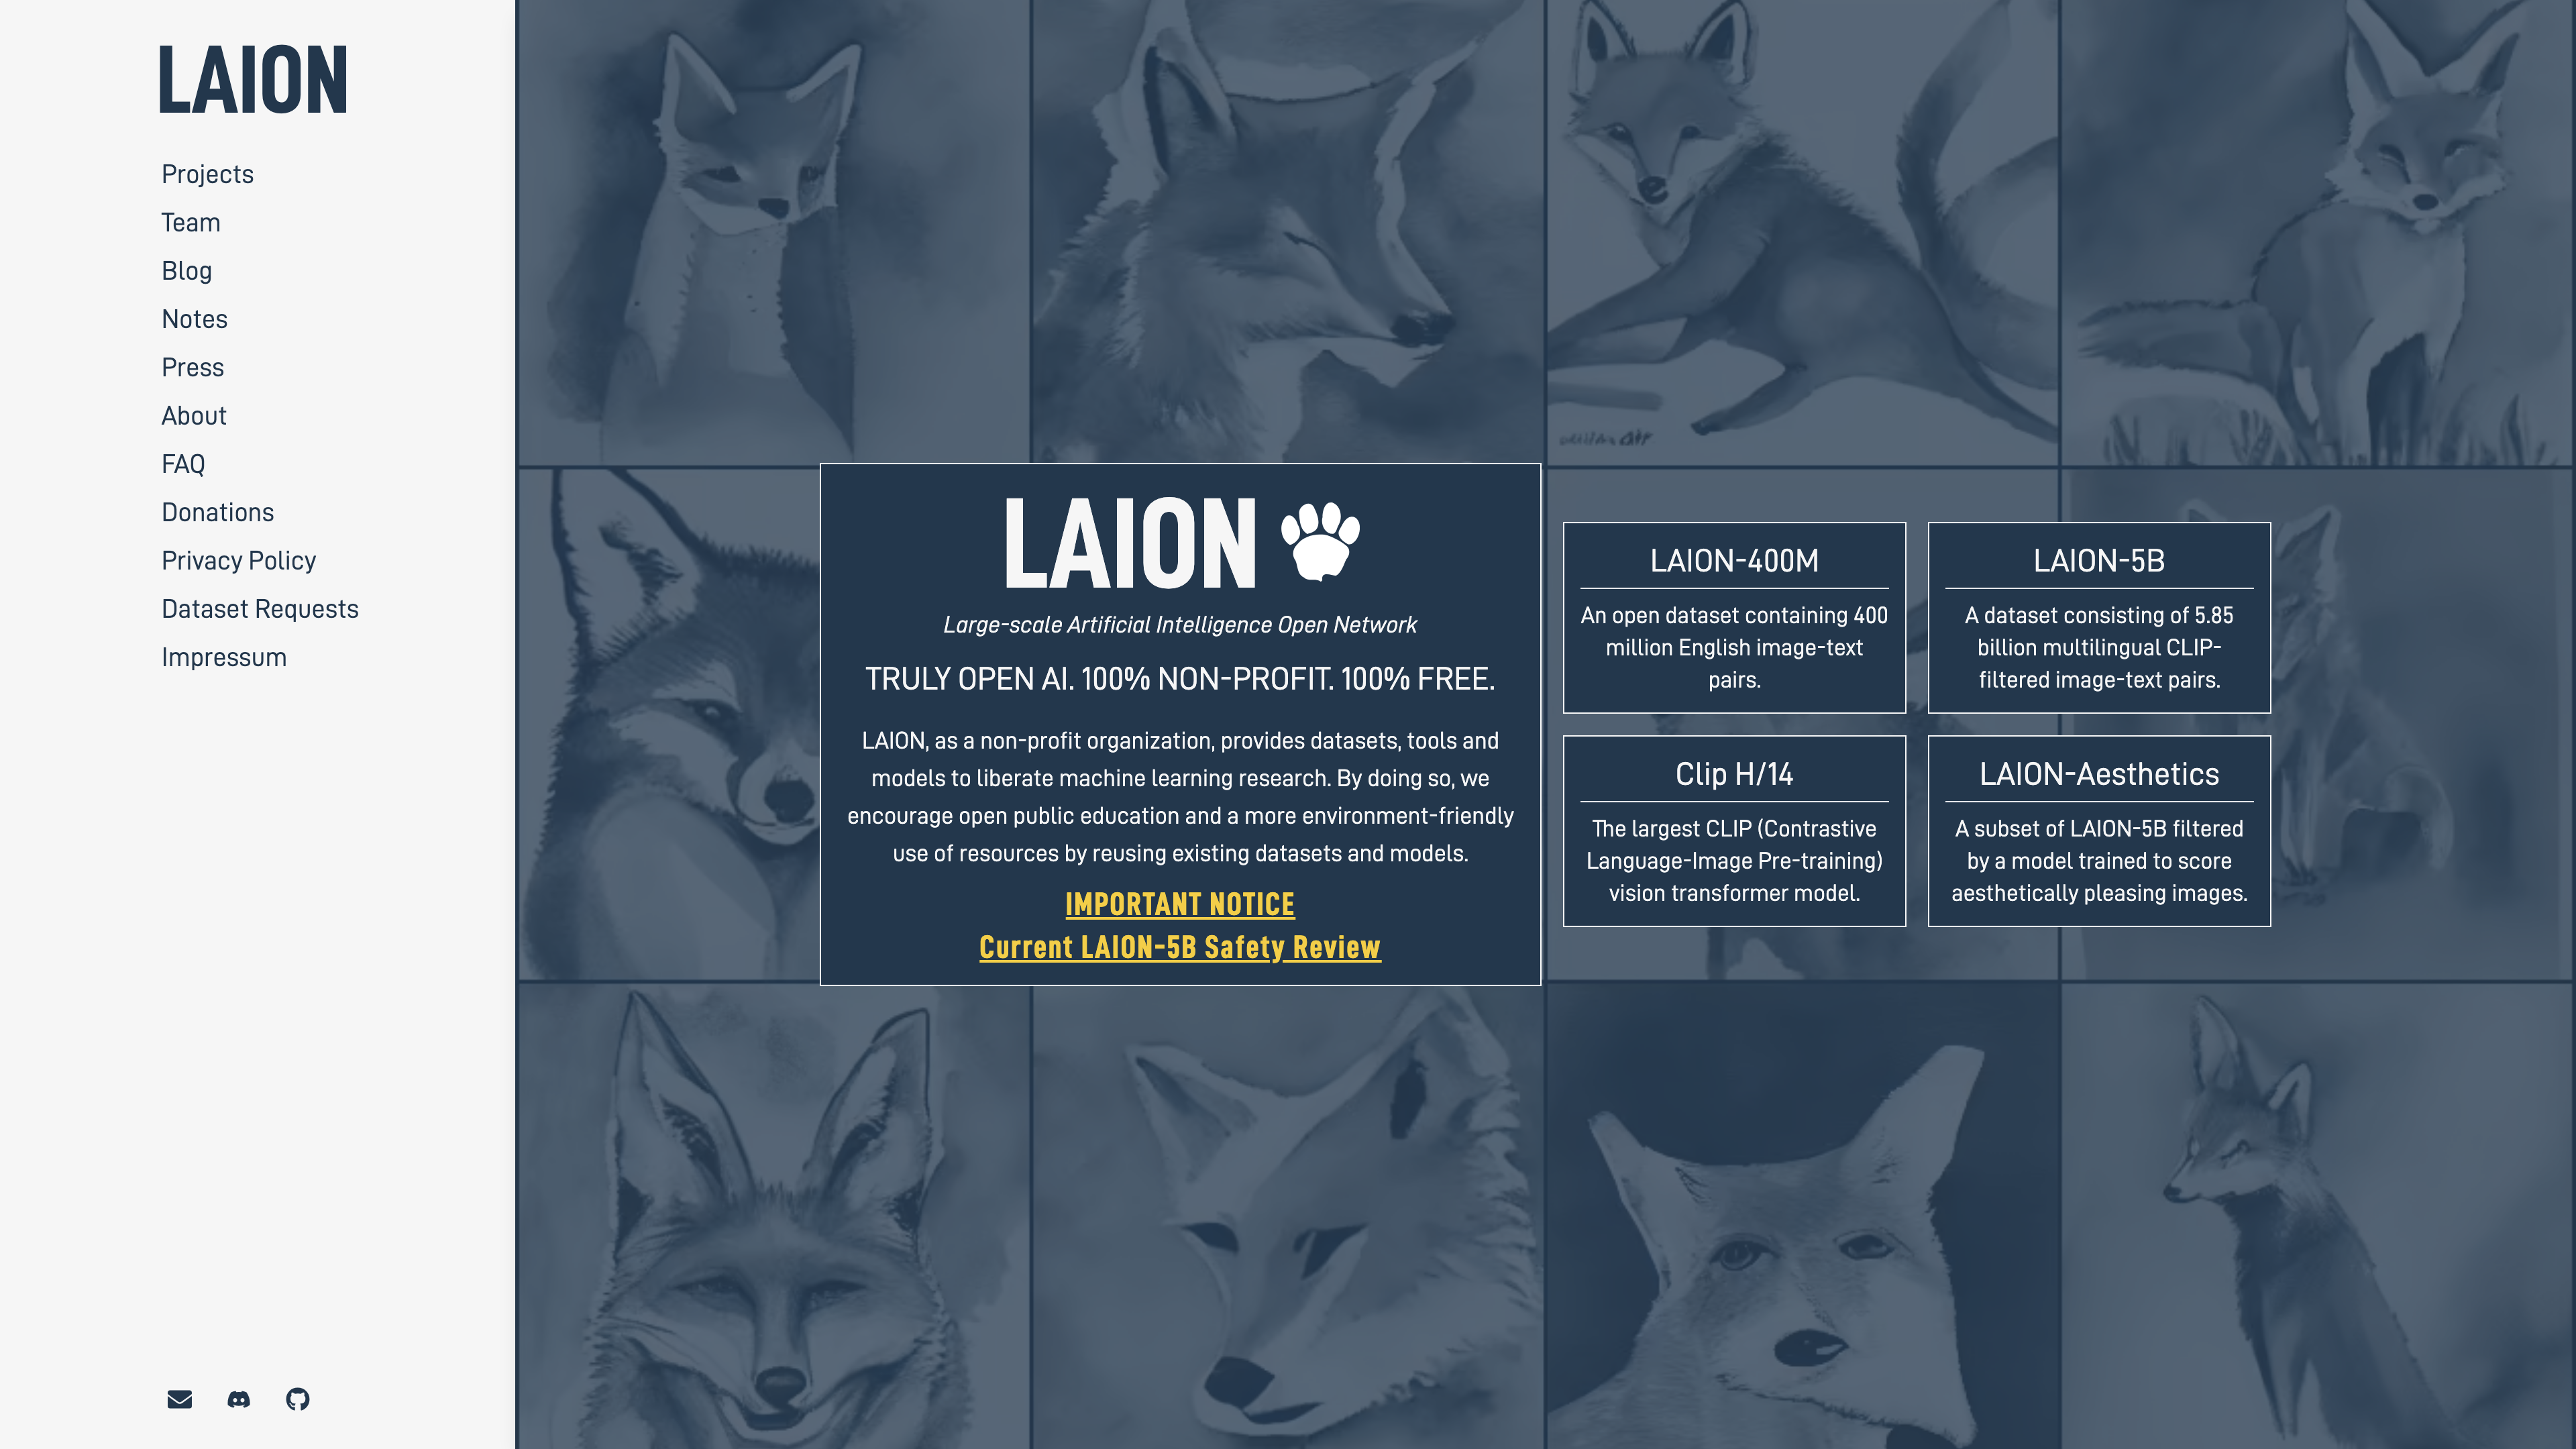 LAION
Projects
Team
Blog
Notes
Press
About
FAQ
Donations
Privacy Policy
Dataset Requests
Impressum
LAION
Large-scale Artificial Intelligence Open Network
TRULY OPEN AI. 100% NON-PROFIT. 100% FREE.
LAION, as a non-profit organization, provides datasets, tools and
models to liberate machine learning research. By doing so, we
encourage open public education and a more environment-friendly
use of resources by reusing existing datasets and models.
IMPORTANT NOTICE
Current LAION-5B Safety Review
LAION-400M
An open dataset containing 400
million English image-text
pairs.
LAION-5B
A dataset consisting of 5.85
billion multilingual CLIP-
filtered image-text pairs.
Clip H/14
The largest CLIP (Contrastive
Language-Image Pre-training)
vision transformer model.
LAION-Aesthetics
A subset of LAION-5B filtered
by a model trained to score
aesthetically pleasing images.